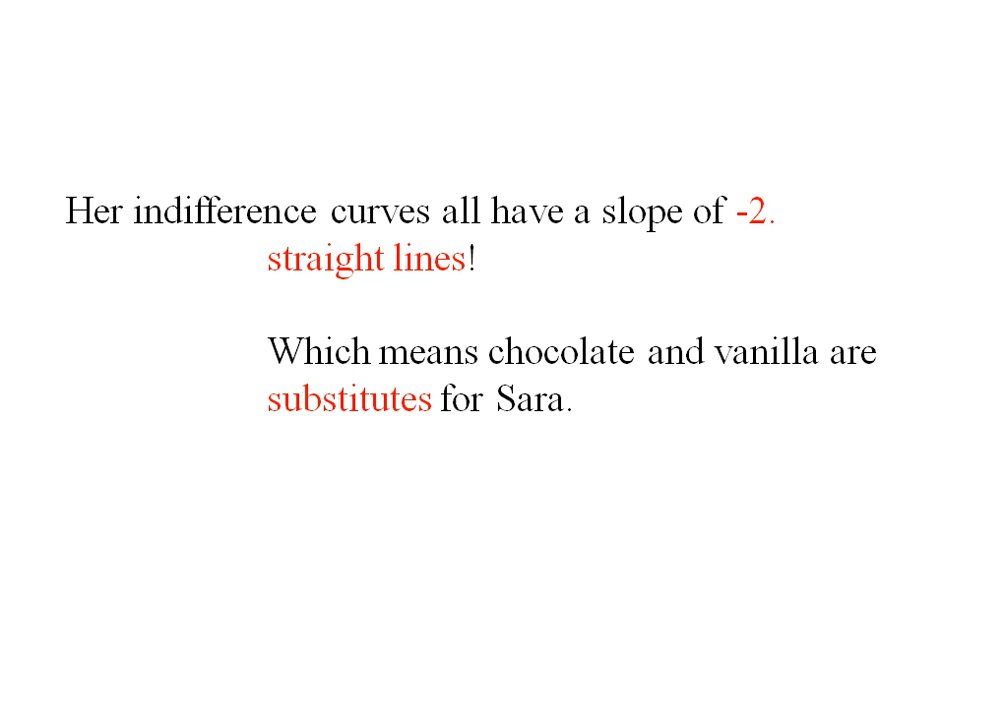 Her indifference curves all have a slope of -2.
straight lines!
Which means chocolate and vanilla are
substitutes for Sara.